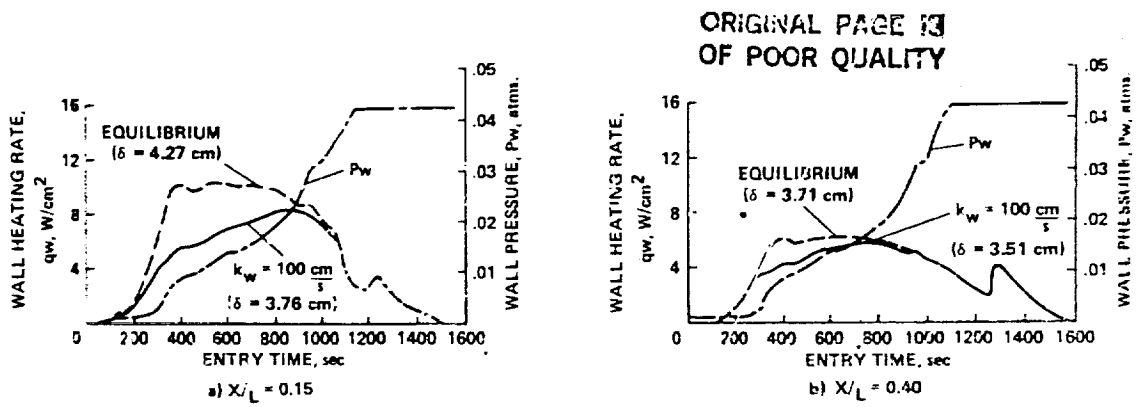 ORIGINAL PAGE IS
OF POOR QUALITY
WALL HEATING RATE,
qw, W/cm²
16
12
8
4
0
EQUILIBRIUM
(δ = 4.27 cm)
Pw
kw = 100 cm/s
(δ = 3.76 cm)
.05
.04
.03
.02
.01
WALL PRESSURE, Pw, atms.
200 400 600 800 1000 1200 1400 1600
ENTRY TIME, sec
a) X/L = 0.15
WALL HEATING RATE,
qw, W/cm²
16
12
8
4
0
EQUILIBRIUM
(δ = 3.71 cm)
Pw
kw = 100 cm/s
(δ = 3.51 cm)
.05
.04
.03
.02
.01
WALL PRESSURE, Pw, atms.
200 400 600 800 1000 1200 1400 1600
ENTRY TIME, sec
b) X/L = 0.40